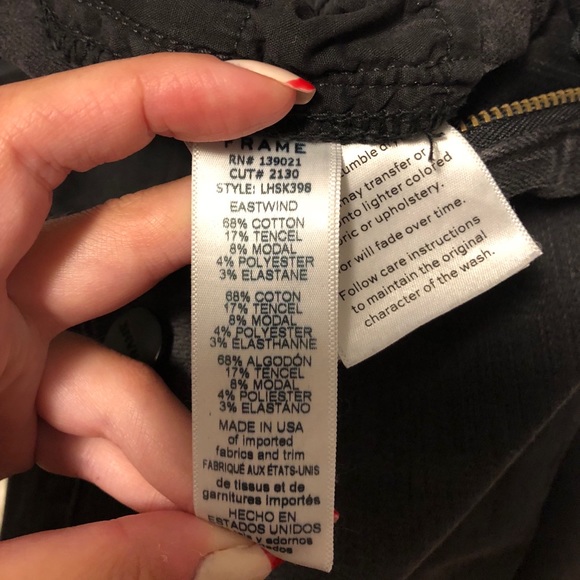 FRAME
RN# 139021
CUT# 2130
STYLE: LHSK398
EASTWIND
68% COTTON
17% TENCEL
8% MODAL
4% POLYESTER
3% ELASTANE
68% COTON
17% TENCEL
8% MODAL
4% POLYESTER
3% ELASTHANNE
68% ALGODÓN
17% TENCEL
8% MODAL
4% POLIESTER
3% ELASTANO
MADE IN USA
of imported
fabrics and trim
FABRIQUÉ AUX ÉTATS-UNIS
de tissus et de
garnitures importés
HECHO EN
ESTADOS UNIDOS
y adornos
may transfer or
into lighter colored
or upholstery.
will fade over time.
Follow care instructions
to maintain the original
character of the wash.